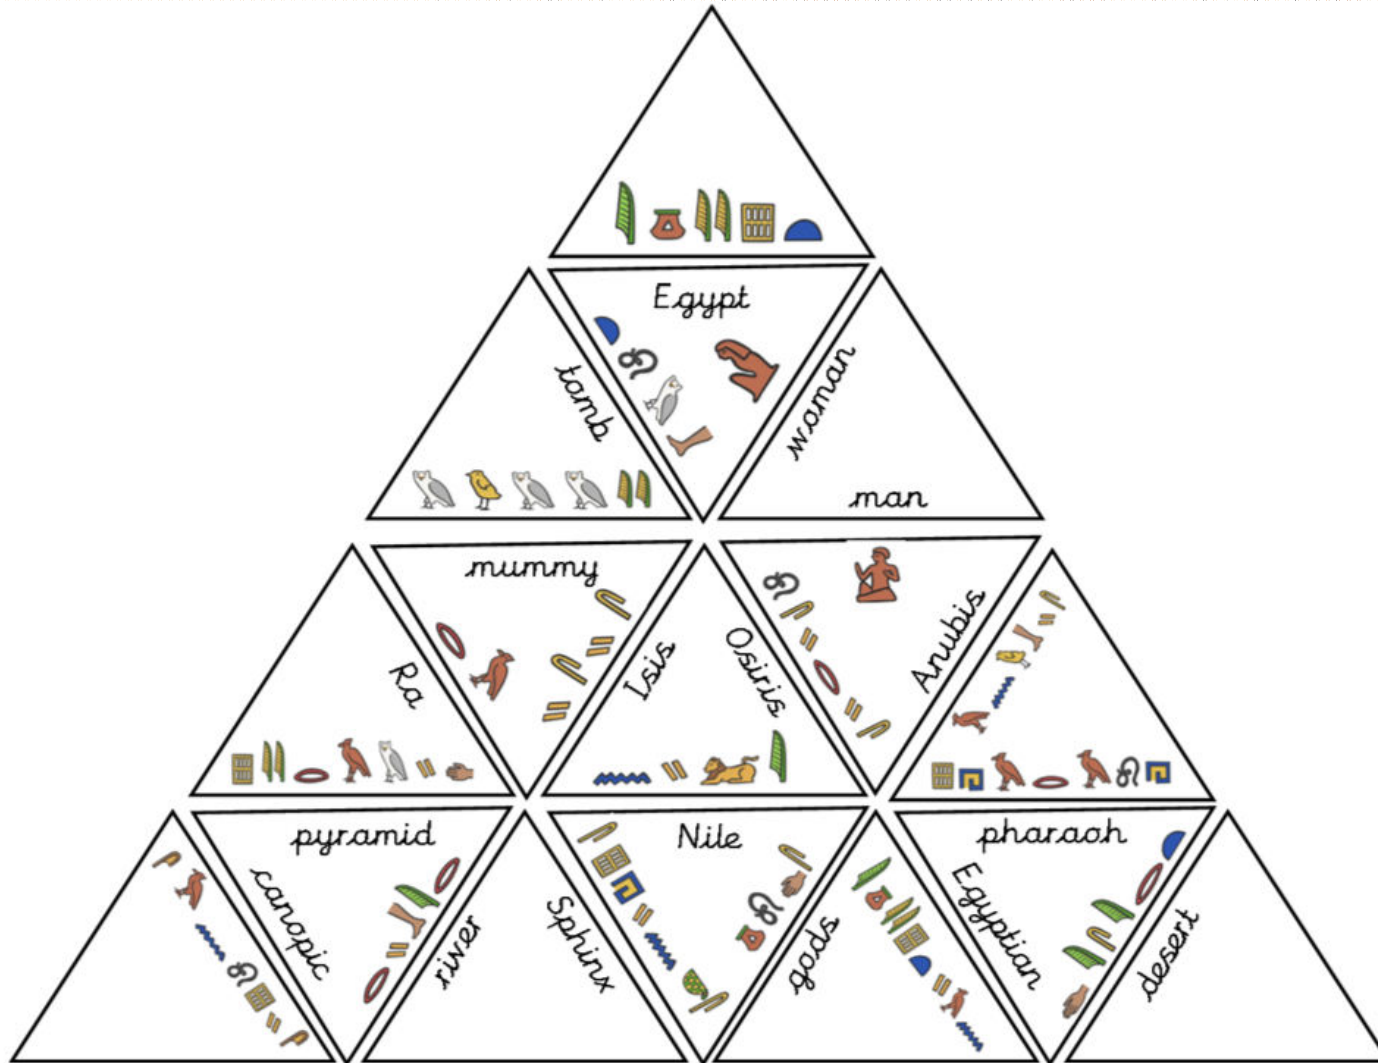 Egypt
tomb
woman
man
mummy
Isis
Osiris
Anubis
Ra
pyramid
Nile
pharaoh
canopic
river
Sphinx
gods
Egyptian
desert